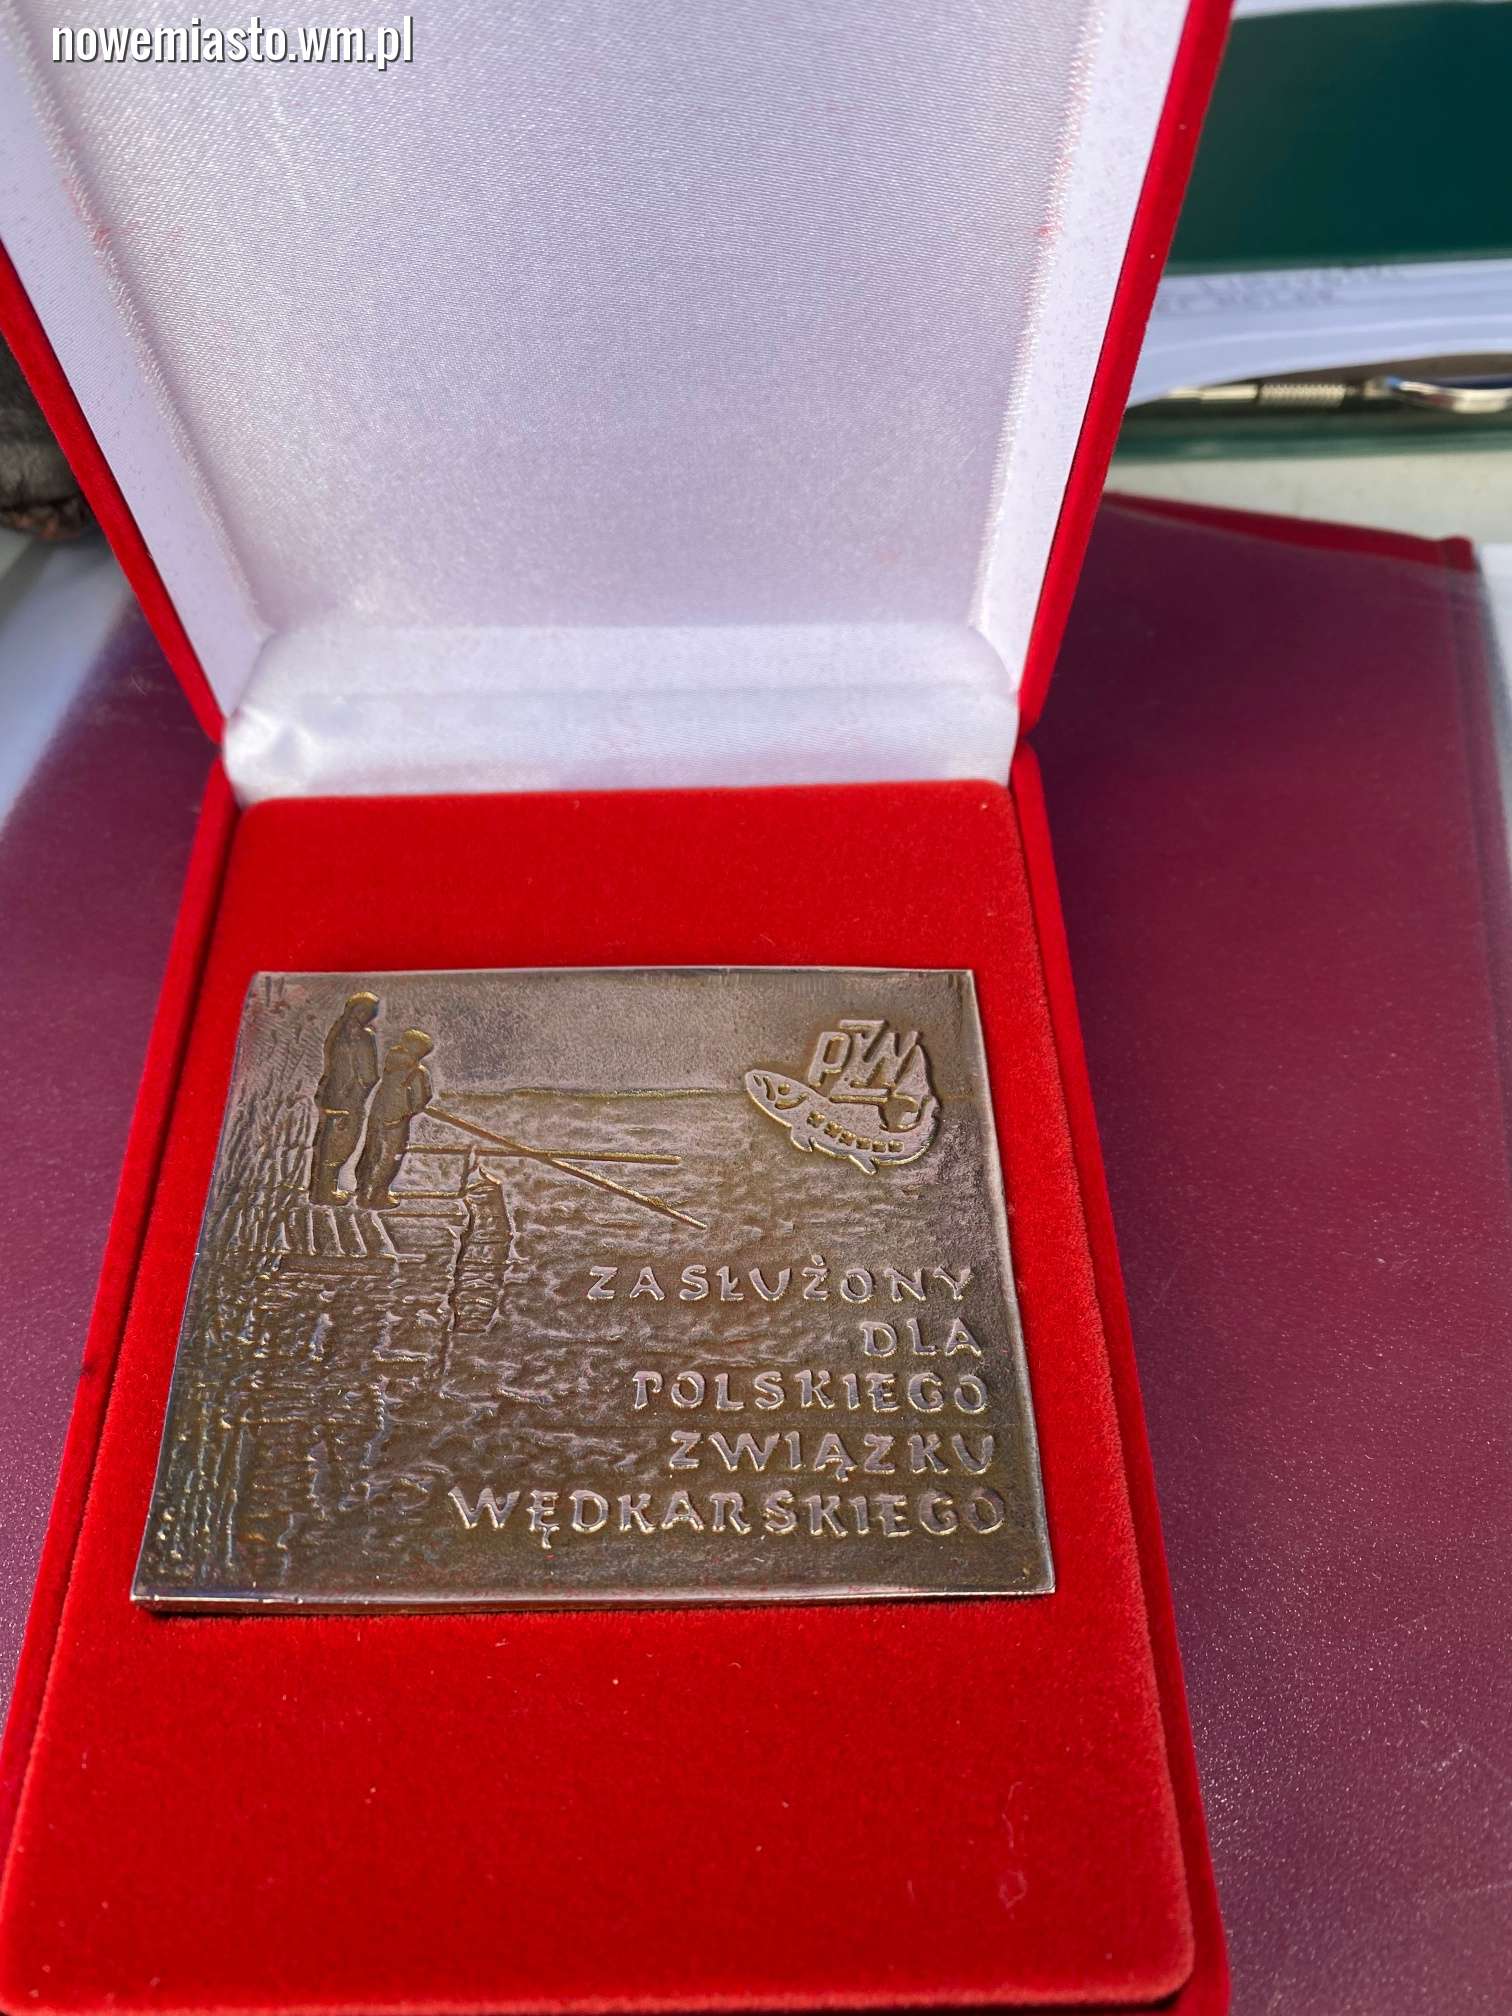 nowemiasto.wm.pl
PZW
ZASŁUŻONY
DLA
POLSKIEGO
ZWIĄZKU
WĘDKARSKIEGO